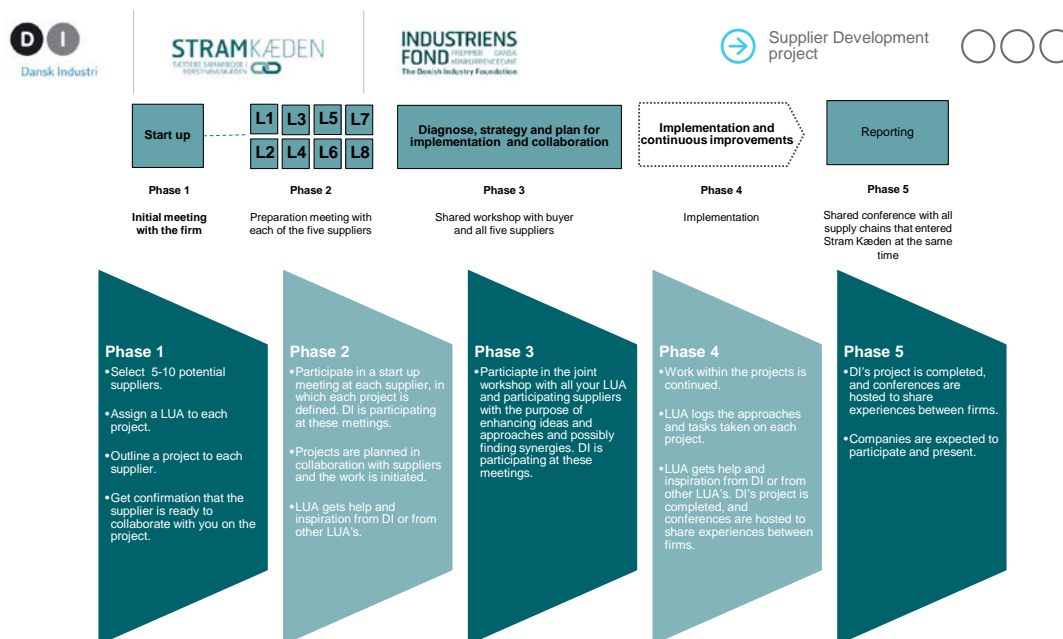 D I
Dansk Industri
STRAMKÆDEN
TÆTTERE SAMARBEJDE I
FORSYNINGSKÆDEN
INDUSTRIENS
FOND FREMMER DANSK
KONKURRENCEEVNE
The Danish Industry Foundation
Supplier Development
project
Start up
L1 L3 L5 L7
L2 L4 L6 L8
Diagnose, strategy and plan for
implementation and collaboration
Implementation and
continuous improvements
Reporting
Phase 1
Initial meeting
with the firm
Phase 2
Preparation meeting with
each of the five suppliers
Phase 3
Shared workshop with buyer
and all five suppliers
Phase 4
Implementation
Phase 5
Shared conference with all
supply chains that entered
Stram Kæden at the same
time
Phase 1
•Select 5-10 potential
suppliers.
•Assign a LUA to each
project.
•Outline a project to each
supplier.
•Get confirmation that the
supplier is ready to
collaborate with you on the
project.
Phase 2
•Participate in a start up
meeting at each supplier, in
which each project is
defined. DI is participating
at these mettings.
•Projects are planned in
collaboration with suppliers
and the work is initiated.
•LUA gets help and
inspiration from DI or from
other LUA's.
Phase 3
•Particiapte in the joint
workshop with all your LUA
and participating suppliers
with the purpose of
enhancing ideas and
approaches and possibly
finding synergies. DI is
participating at these
meetings.
Phase 4
•Work within the projects is
continued.
•LUA logs the approaches
and tasks taken on each
project.
•LUA gets help and
inspiration from DI or from
other LUA's. DI's project is
completed, and
conferences are hosted to
share experiences between
firms.
Phase 5
•DI's project is completed,
and conferences are
hosted to share
experiences between firms.
•Companies are expected to
participate and present.